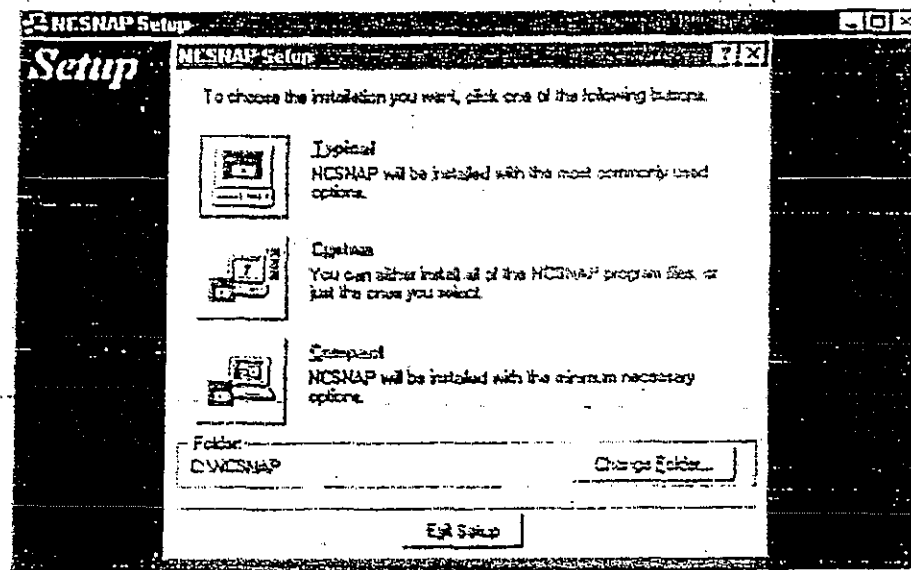 NCSNAP Setup
Setup
NCSNAP Setup
To choose the installation you want, click one of the following buttons.
Typical
NCSNAP will be installed with the most commonly used
options.
Custom
You can either install all of the NCSNAP program files, or
just the ones you select.
Compact
NCSNAP will be installed with the minimum necessary
options.
Folder:
C:\NCSNAP
Change Folder...
Exit Setup